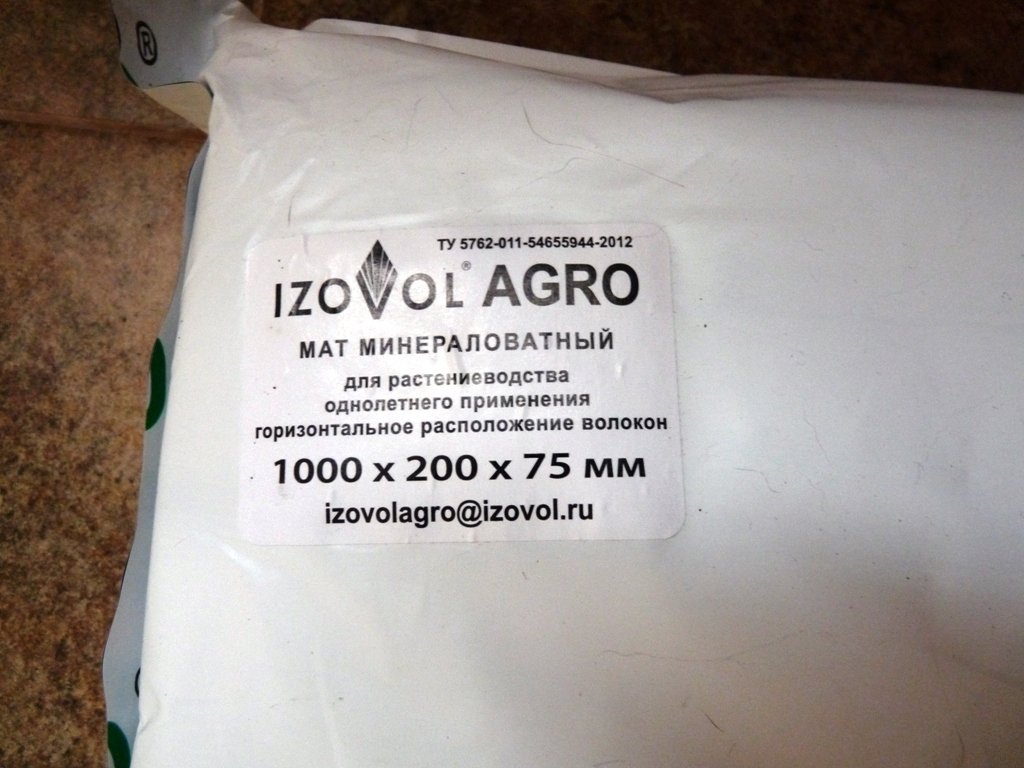 ®
ТУ 5762-011-54655944-2012
IZOVOL® AGRO
МАТ МИНЕРАЛОВАТНЫЙ
для растениеводства
однолетнего применения
горизонтальное расположение волокон
1000 x 200 x 75 мм
izovolagro@izovol.ru